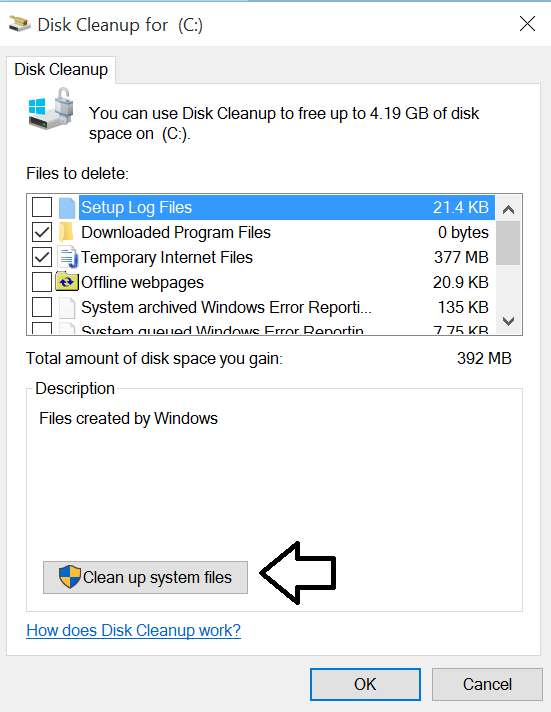 Disk Cleanup for  (C:)
Disk Cleanup
You can use Disk Cleanup to free up to 4.19 GB of disk
space on  (C:).
Files to delete:
Setup Log Files 21.4 KB
Downloaded Program Files 0 bytes
Temporary Internet Files 377 MB
Offline webpages 20.9 KB
System archived Windows Error Reporti... 135 KB
System queued Windows Error Reportin 7.75 KB
Total amount of disk space you gain: 392 MB
Description
Files created by Windows
Clean up system files
How does Disk Cleanup work?
OK Cancel